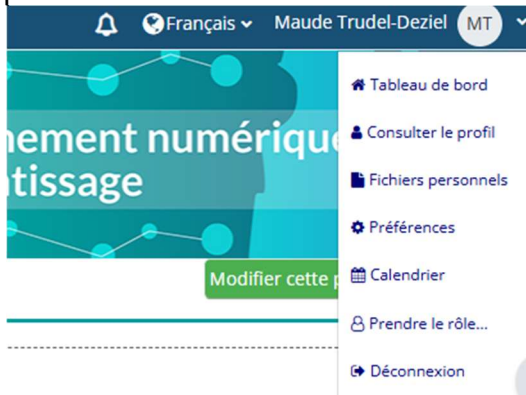 Français Maude Trudel-Deziel MT
nement numérique
tissage
Modifier cette
Tableau de bord
Consulter le profil
Fichiers personnels
Préférences
Calendrier
Prendre le rôle...
Déconnexion